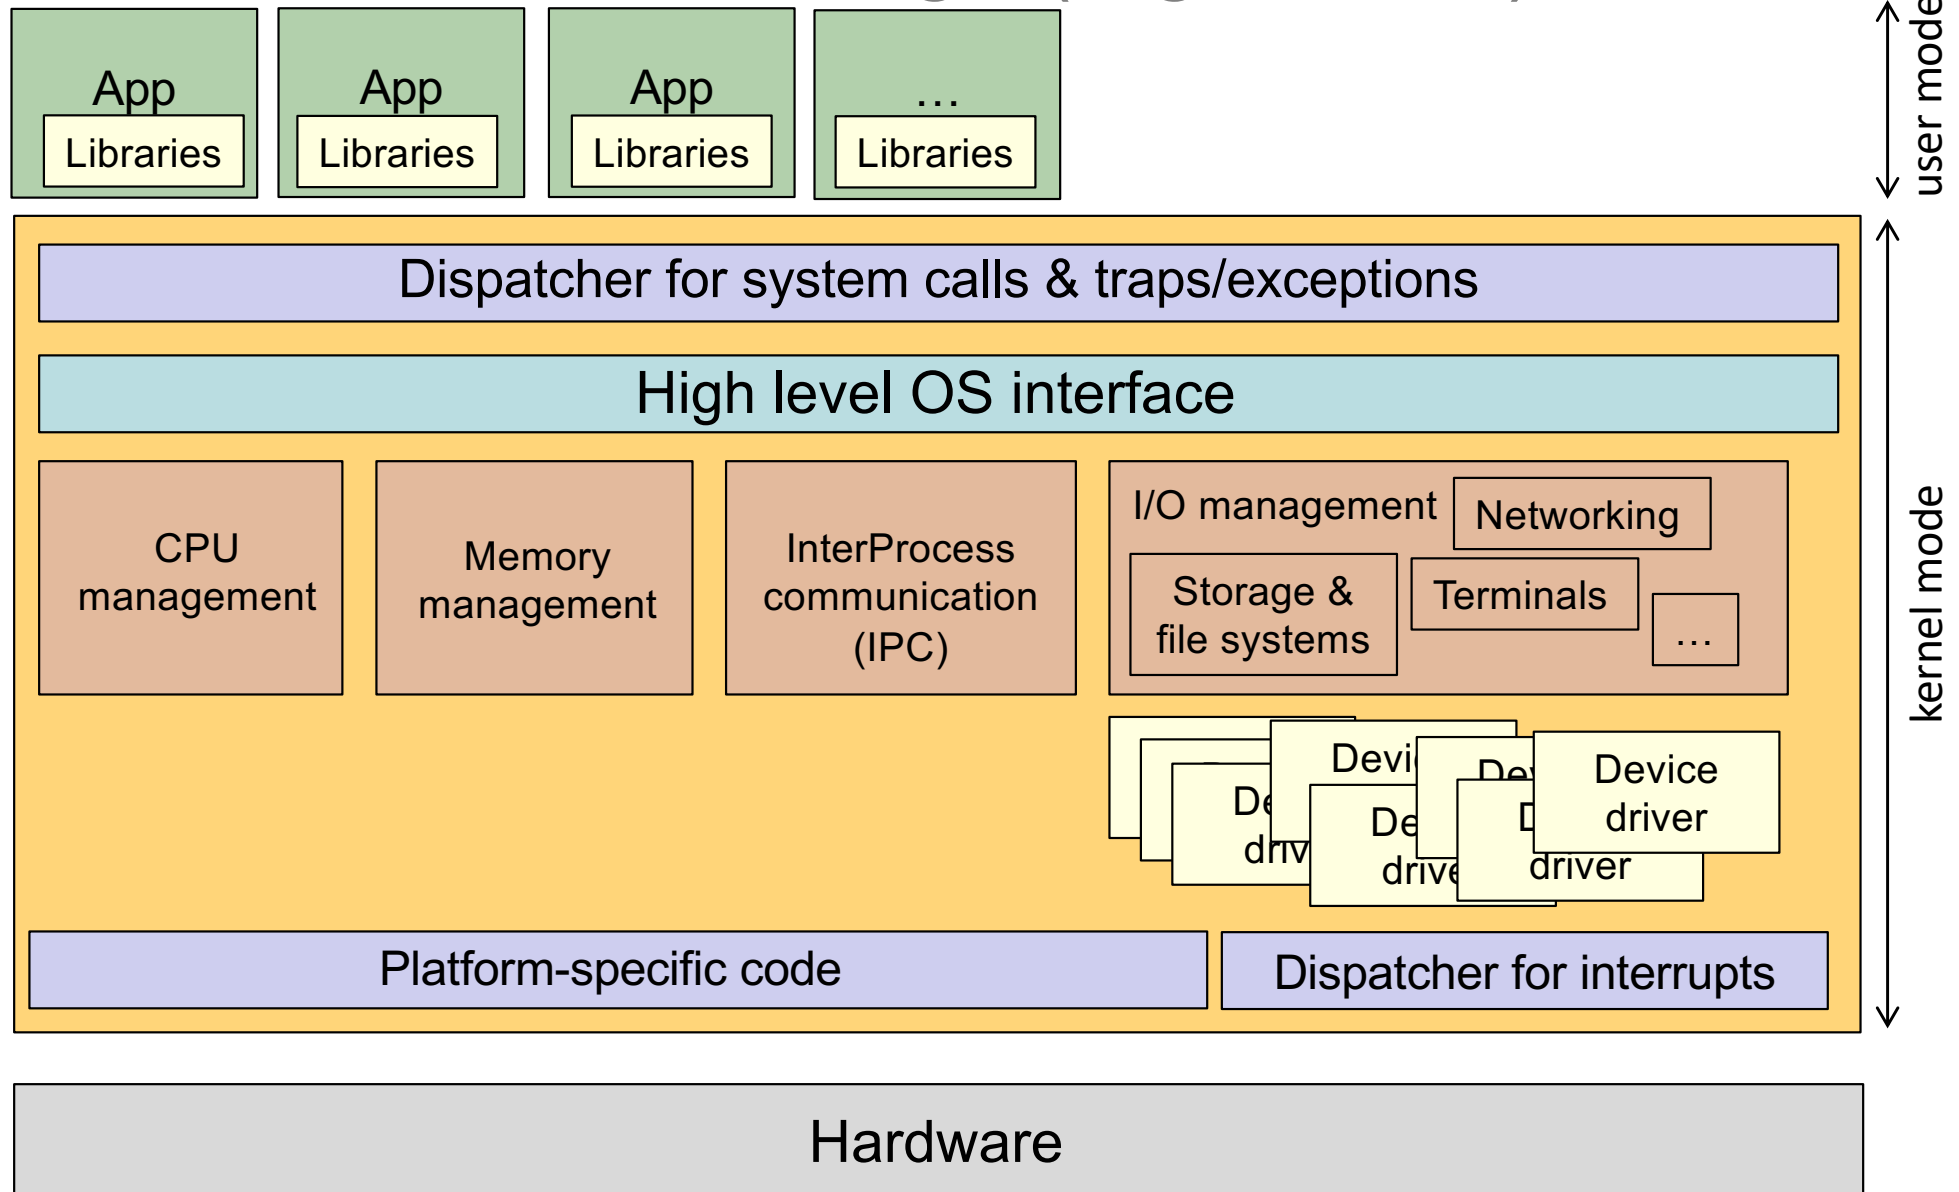 user mode
App
Libraries
App
Libraries
App
Libraries
…
Libraries
Dispatcher for system calls & traps/exceptions
High level OS interface
CPU
management
Memory
management
InterProcess
communication
(IPC)
I/O management
Networking
Storage &
file systems
Terminals
…
kernel mode
Device
driver
driver
Platform-specific code
Dispatcher for interrupts
Hardware